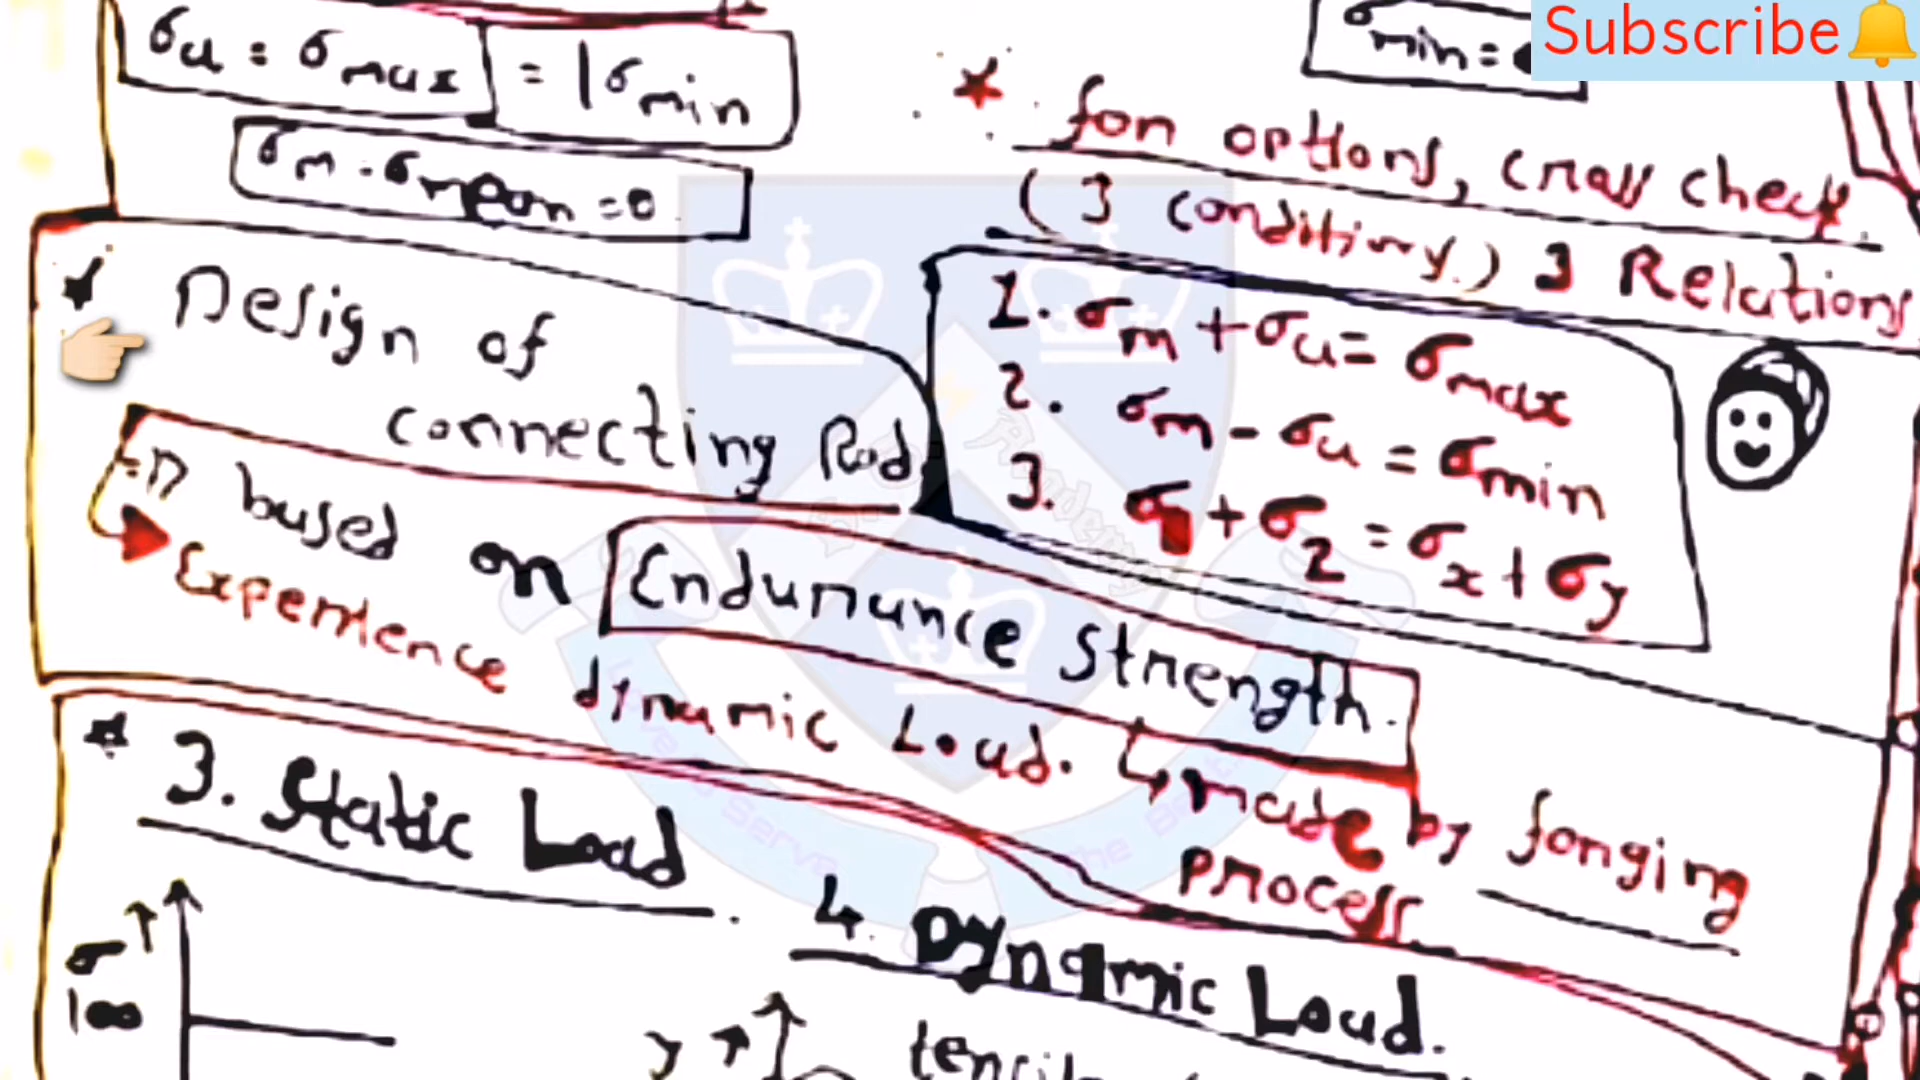 σa = σmax = |σmin
σm = σmean = 0
σmin =
Subscribe
for options, cross check
(3 conditions.) 3 Relations
1. σm + σa = σmax
2. σm - σa = σmin
3. σ1 + σ2 = σx + σy
Design of
connecting Rod
based on Endurance Strength.
Experience dynamic Load.
made by forging
process
3. Static Load
σ
100
4. Dynamic Load.
y